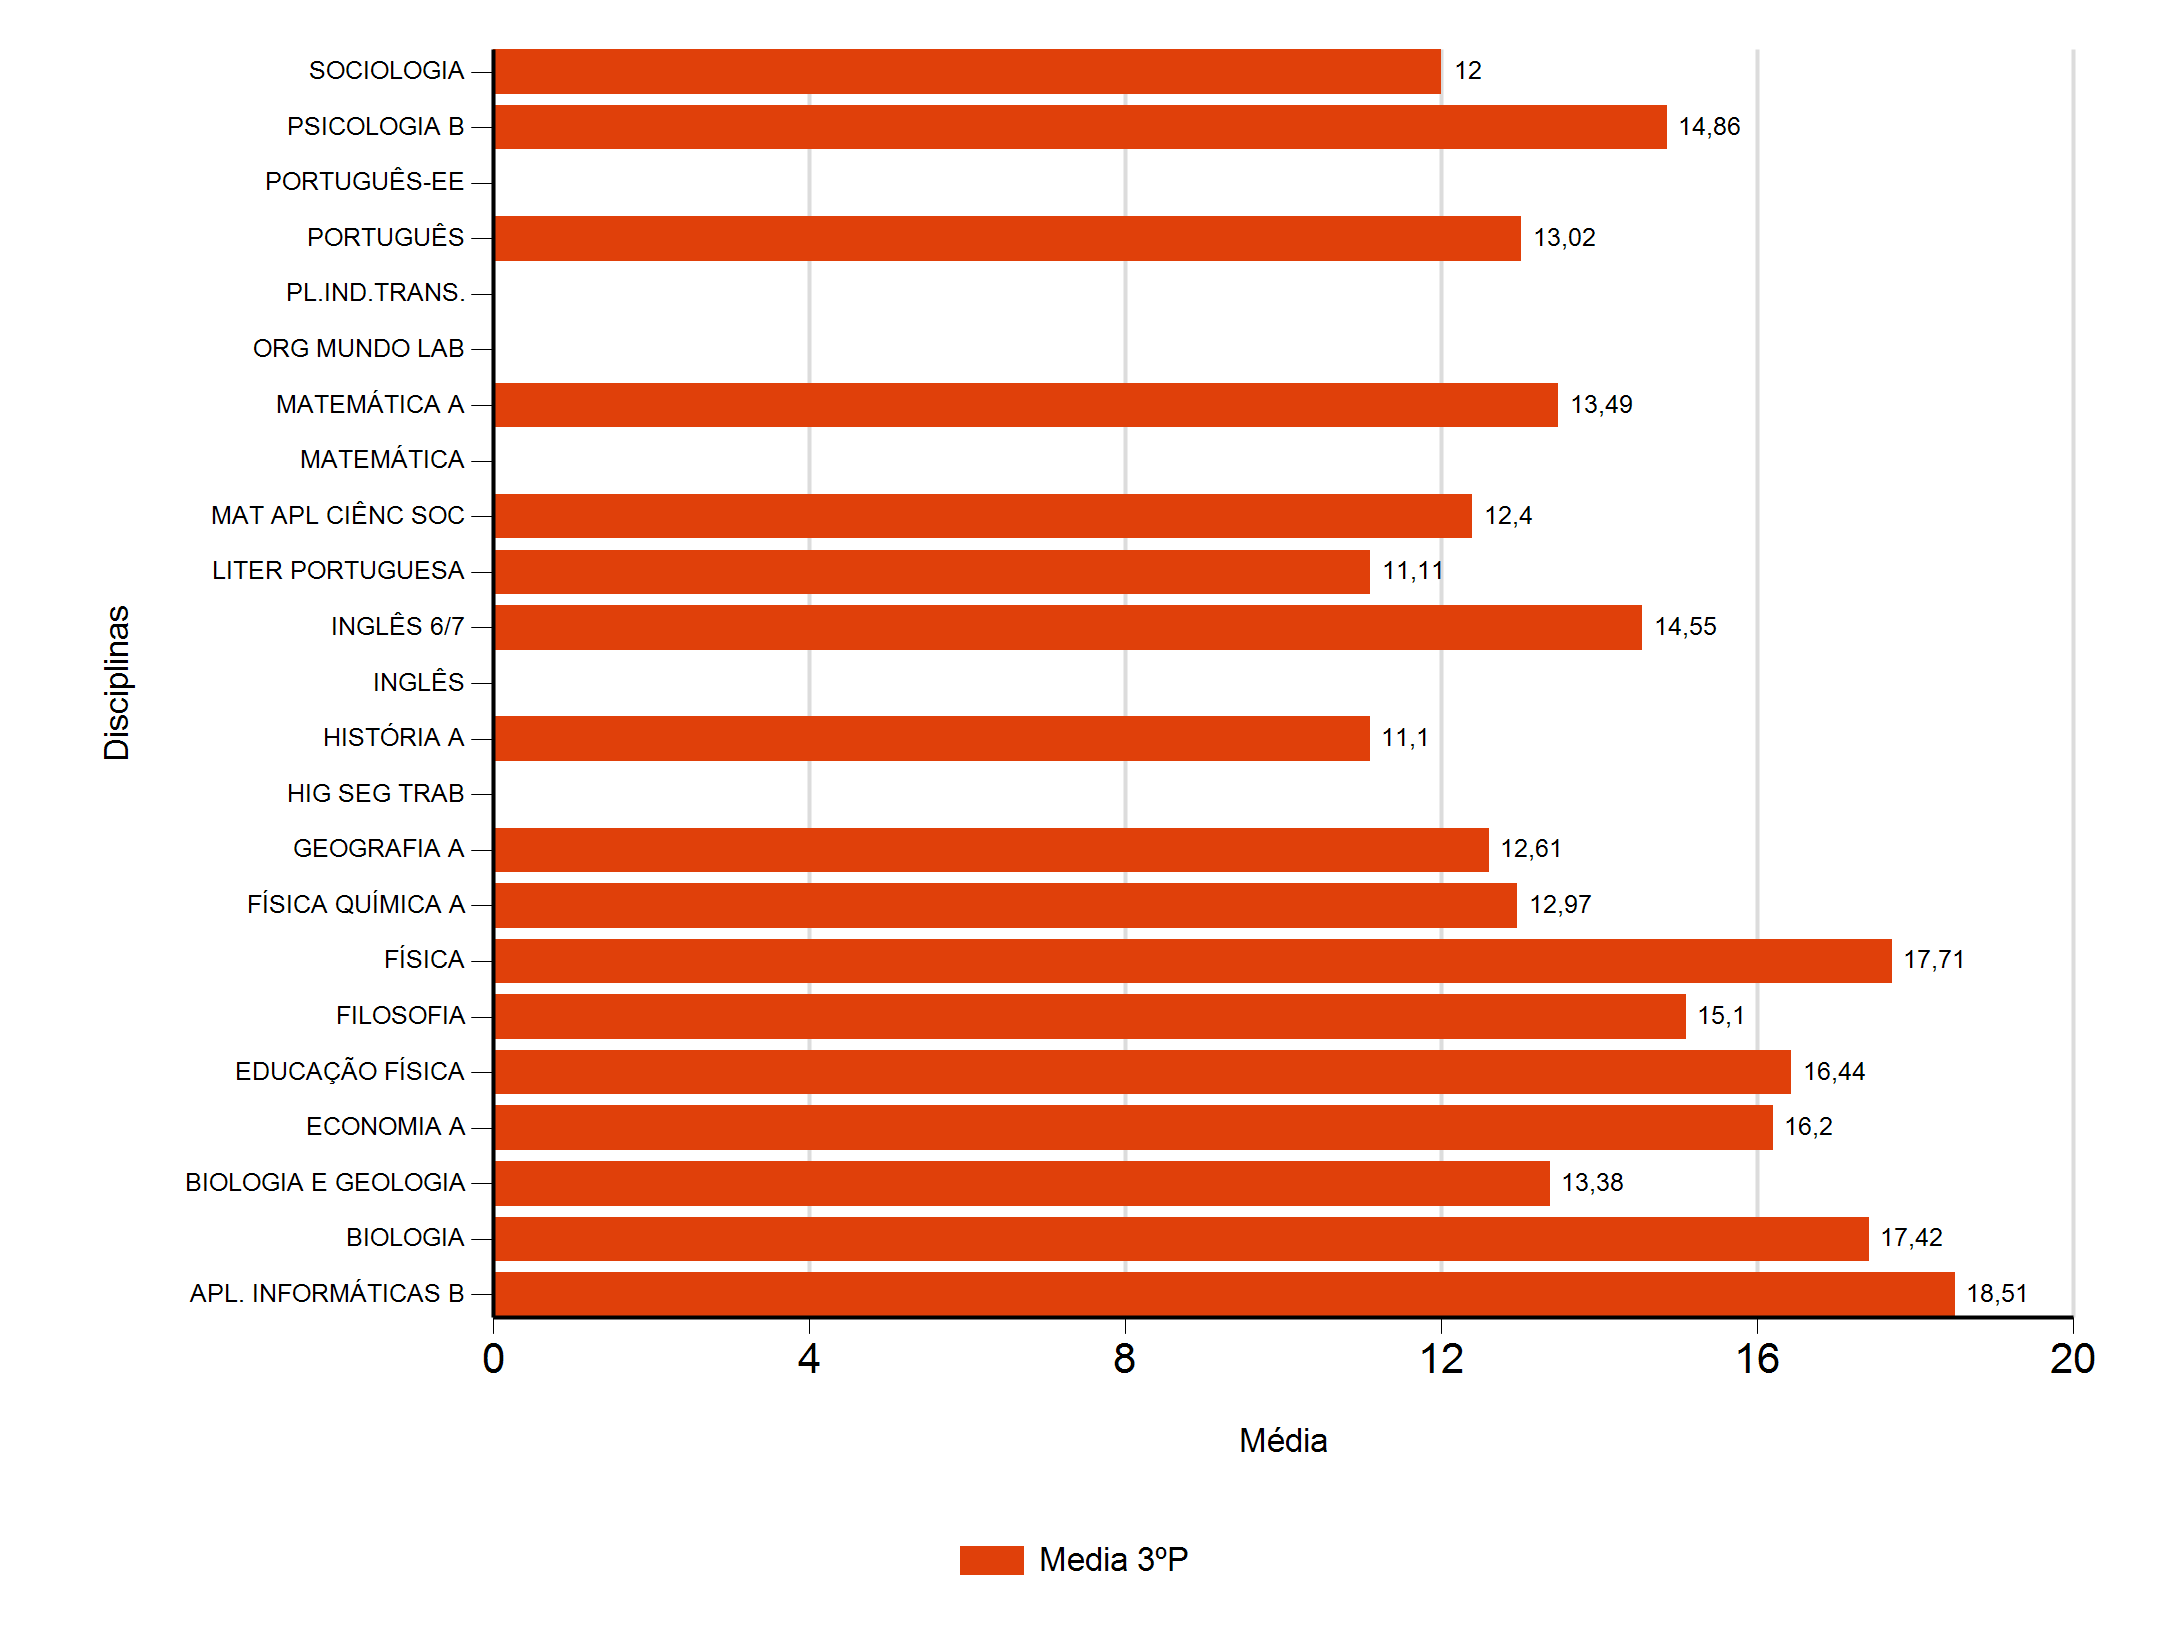 SOCIOLOGIA 12
PSICOLOGIA B 14,86
PORTUGUÊS-EE
PORTUGUÊS 13,02
PL.IND.TRANS.
ORG MUNDO LAB
MATEMÁTICA A 13,49
MATEMÁTICA
MAT APL CIÊNC SOC 12,4
LITER PORTUGUESA 11,11
INGLÊS 6/7 14,55
INGLÊS
HISTÓRIA A 11,1
HIG SEG TRAB
GEOGRAFIA A 12,61
FÍSICA QUÍMICA A 12,97
FÍSICA 17,71
FILOSOFIA 15,1
EDUCAÇÃO FÍSICA 16,44
ECONOMIA A 16,2
BIOLOGIA E GEOLOGIA 13,38
BIOLOGIA 17,42
APL. INFORMÁTICAS B 18,51
Disciplinas
0 4 8 12 16 20
Média
Media 3ºP